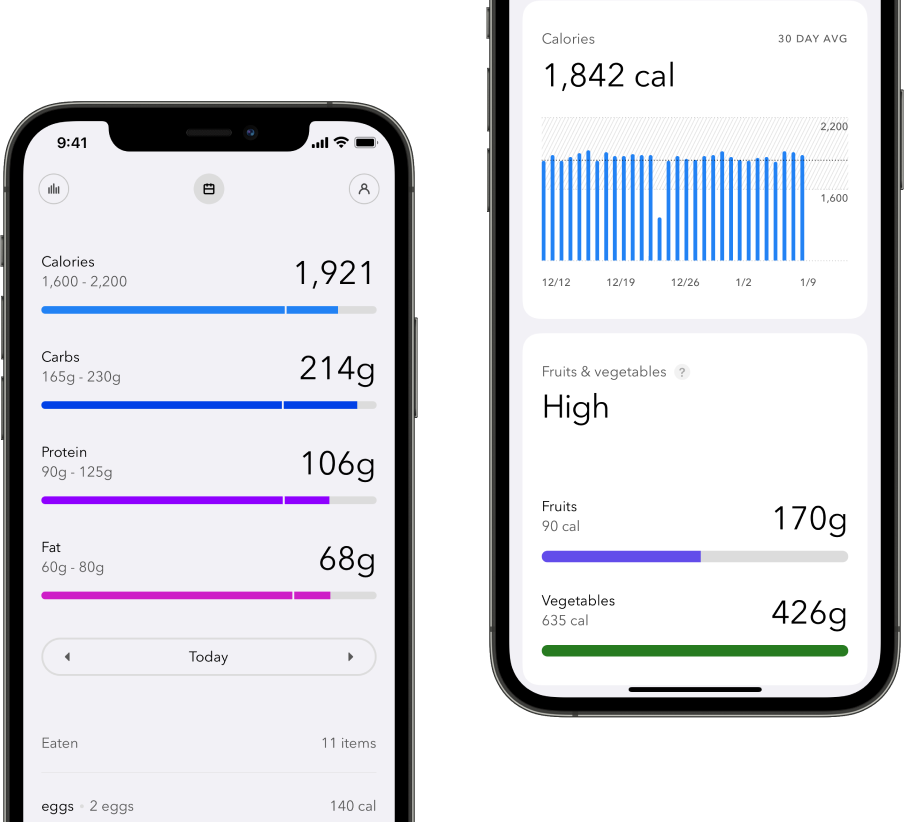 9:41
Calories
1,600 - 2,200
1,921
Carbs
165g - 230g
214g
Protein
90g - 125g
106g
Fat
60g - 80g
68g
Today
Eaten
11 items
eggs • 2 eggs
140 cal
Calories
30 DAY AVG
1,842 cal
2,200
1,600
12/12 12/19 12/26 1/2 1/9
Fruits & vegetables ?
High
Fruits
90 cal
170g
Vegetables
635 cal
426g